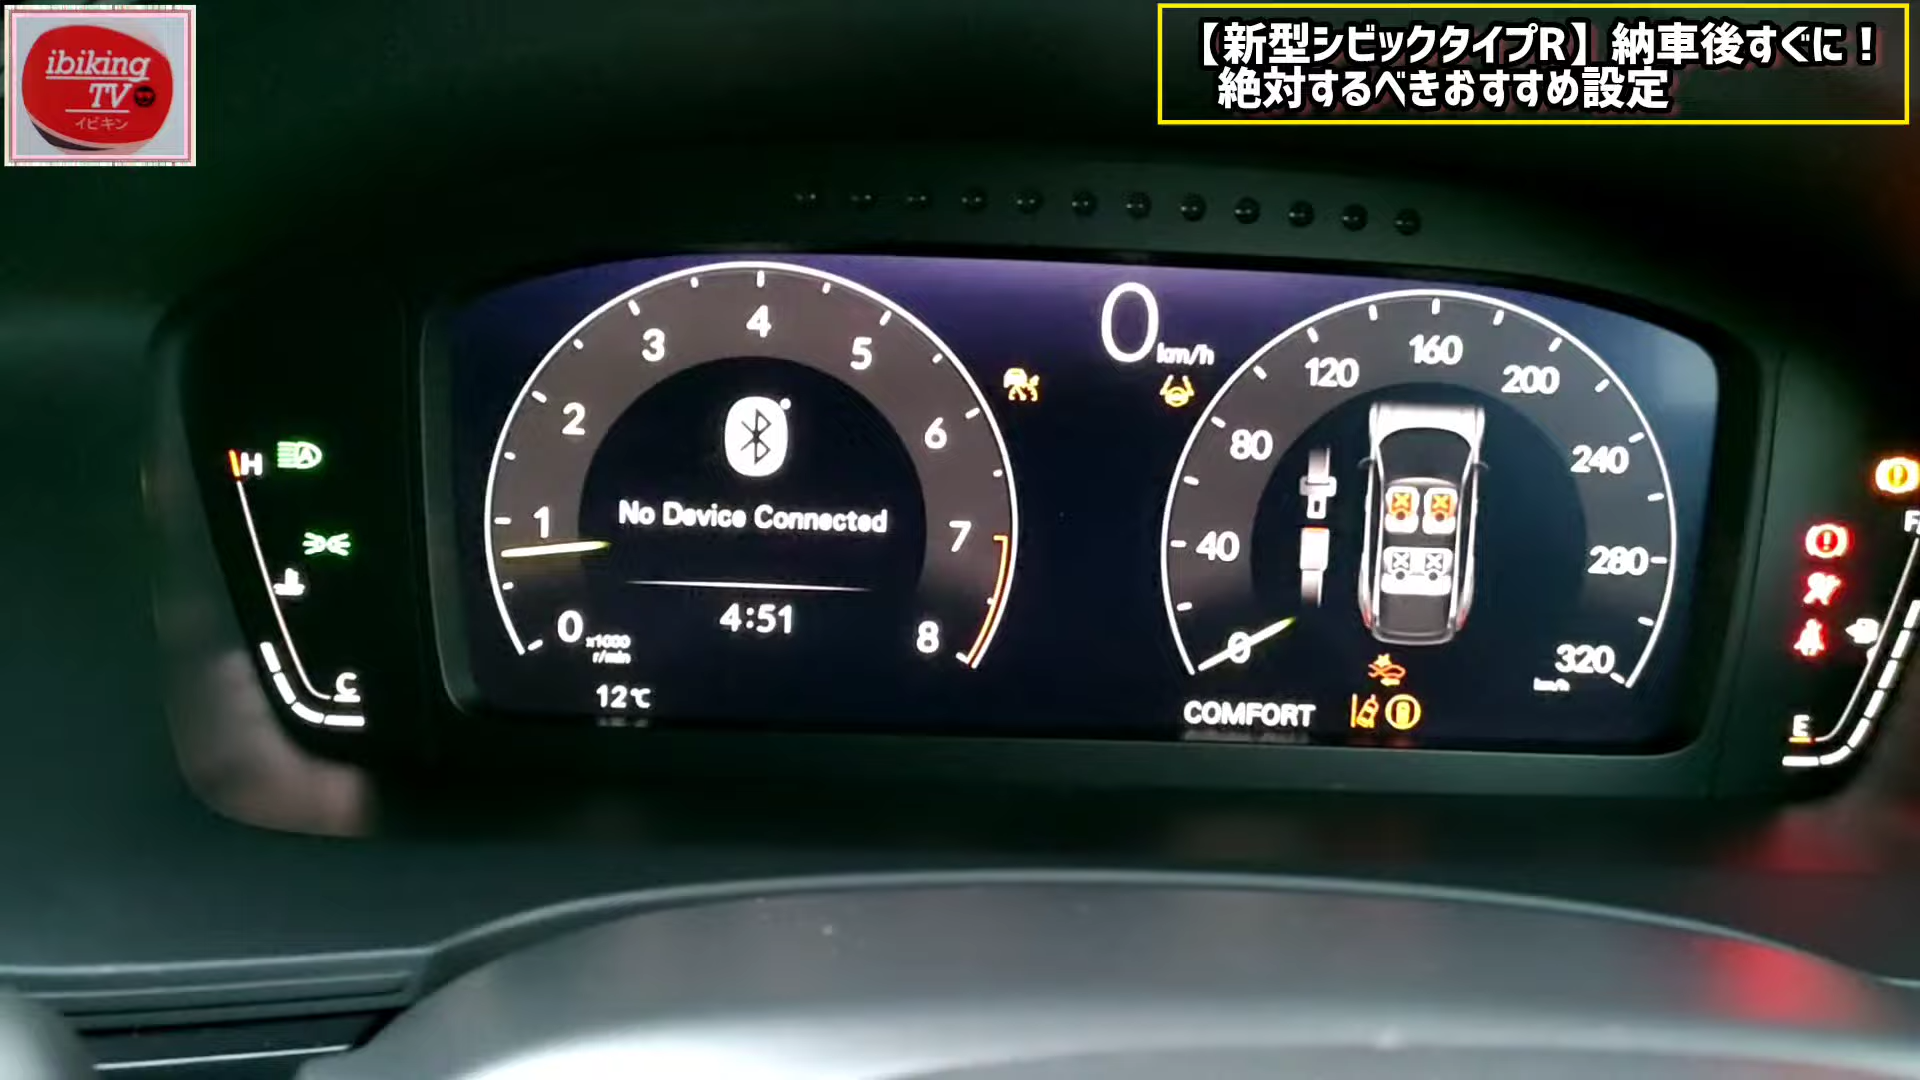 ibiking
TV
イビキン
【新型シビックタイプR】納車後すぐに！
絶対するべきおすすめ設定
0 km/h
H
C
0
1
2
3
4
5
6
7
8
x1000
r/min
No Device Connected
4:51
12℃
0
40
80
120
160
200
240
280
320
km/h
COMFORT
A
F
E